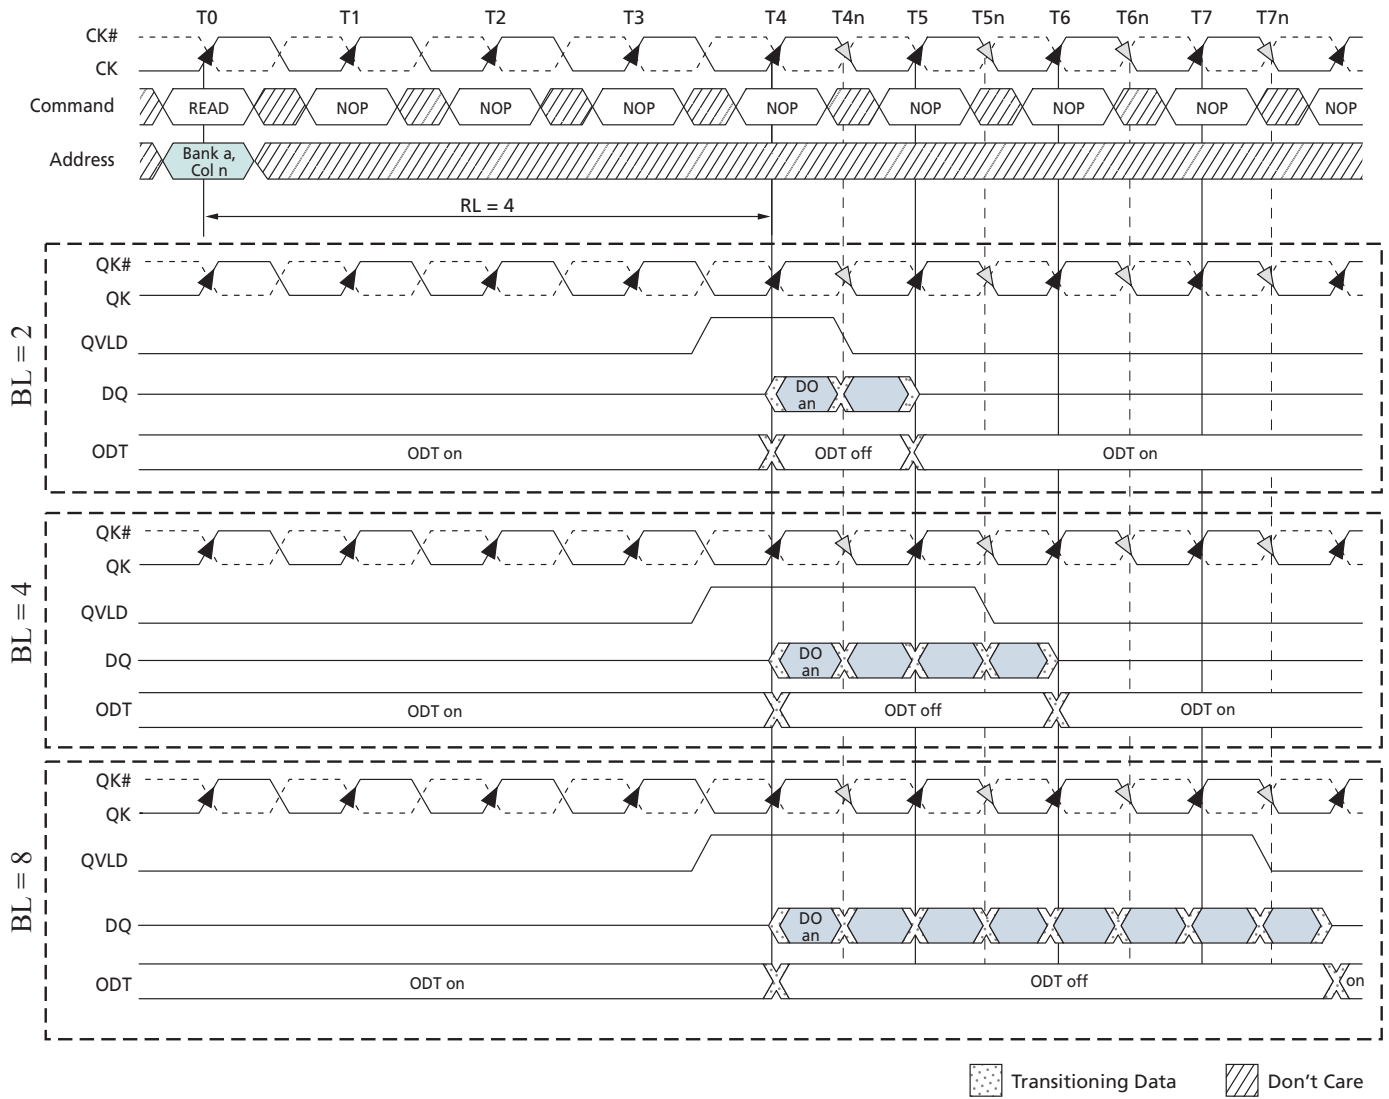 T0 T1 T2 T3 T4 T4n T5 T5n T6 T6n T7 T7n
CK#
CK
Command READ NOP NOP NOP NOP NOP NOP NOP NOP
Address Bank a,
Col n
RL = 4
BL = 2
QK#
QK
QVLD
DQ DO
an
ODT ODT on ODT off ODT on
BL = 4
QK#
QK
QVLD
DQ DO
an
ODT ODT on ODT off ODT on
BL = 8
QK#
QK
QVLD
DQ DO
an
ODT ODT on ODT off on
Transitioning Data Don't Care